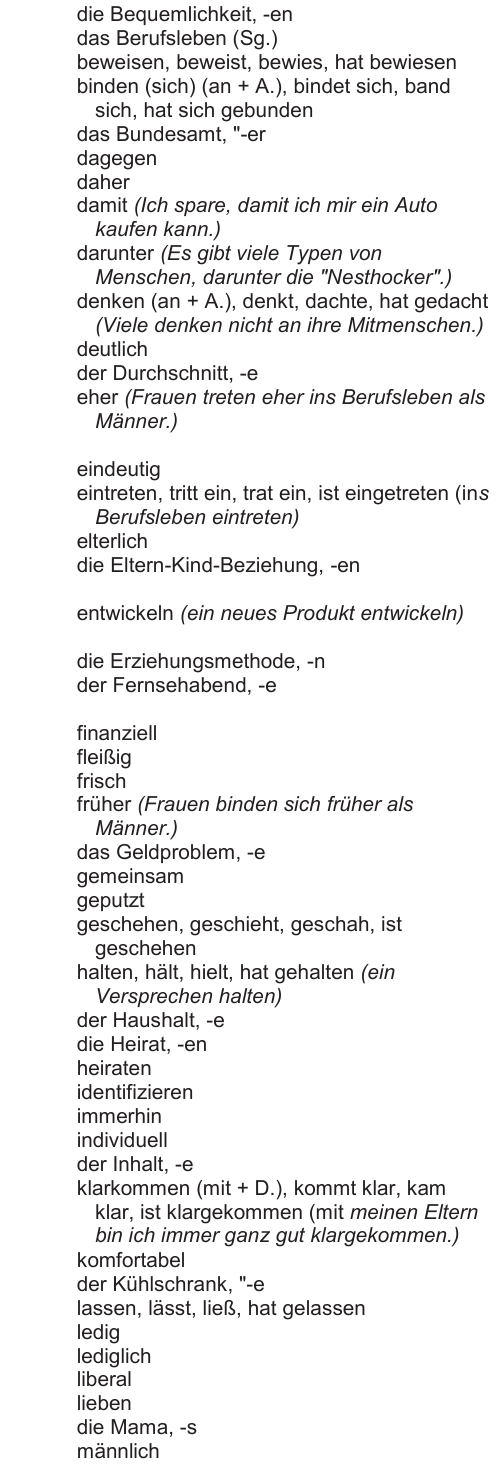 die Bequemlichkeit, -en
das Berufsleben (Sg.)
beweisen, beweist, bewies, hat bewiesen
binden (sich) (an + A.), bindet sich, band
sich, hat sich gebunden
das Bundesamt, "-er
dagegen
daher
damit (Ich spare, damit ich mir ein Auto
kaufen kann.)
darunter (Es gibt viele Typen von
Menschen, darunter die "Nesthocker".)
denken (an + A.), denkt, dachte, hat gedacht
(Viele denken nicht an ihre Mitmenschen.)
deutlich
der Durchschnitt, -e
eher (Frauen treten eher ins Berufsleben als
Männer.)
eindeutig
eintreten, tritt ein, trat ein, ist eingetreten (ins
Berufsleben eintreten)
elterlich
die Eltern-Kind-Beziehung, -en
entwickeln (ein neues Produkt entwickeln)
die Erziehungsmethode, -n
der Fernsehabend, -e
finanziell
fleißig
frisch
früher (Frauen binden sich früher als
Männer.)
das Geldproblem, -e
gemeinsam
geputzt
geschehen, geschieht, geschah, ist
geschehen
halten, hält, hielt, hat gehalten (ein
Versprechen halten)
der Haushalt, -e
die Heirat, -en
heiraten
identifizieren
immerhin
individuell
der Inhalt, -e
klarkommen (mit + D.), kommt klar, kam
klar, ist klargekommen (mit meinen Eltern
bin ich immer ganz gut klargekommen.)
komfortabel
der Kühlschrank, "-e
lassen, lässt, ließ, hat gelassen
ledig
lediglich
liberal
lieben
die Mama, -s
männlich